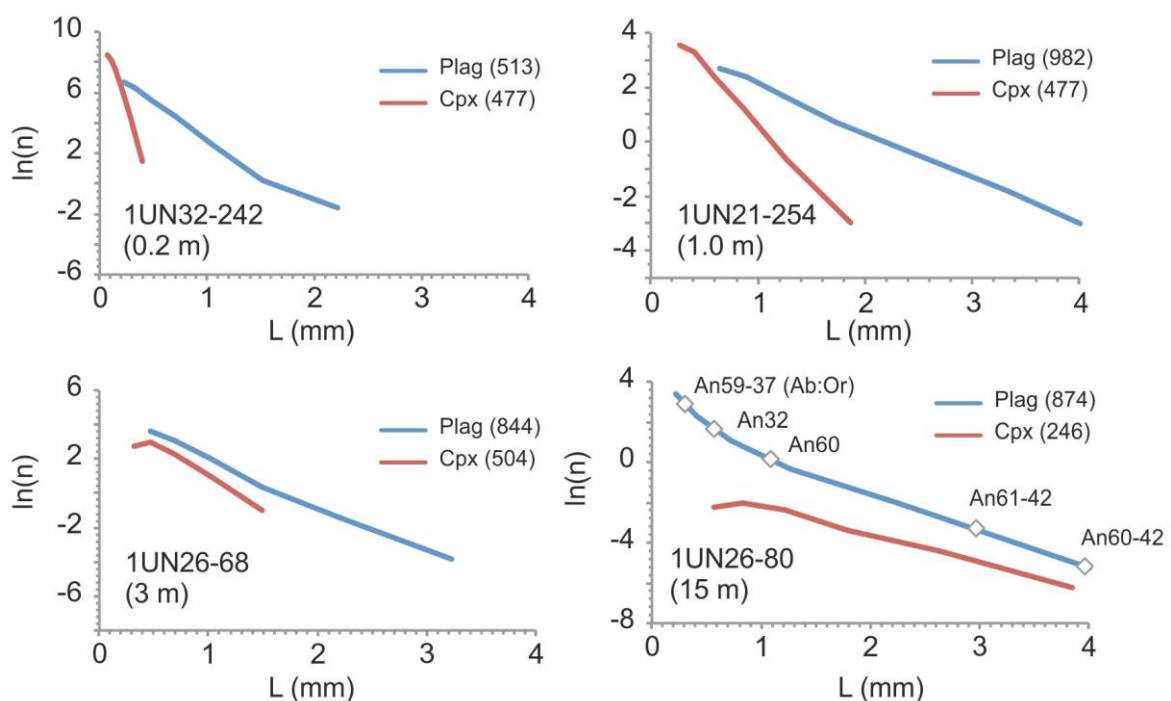 10
6
2
-2
-6
ln(n)
Plag (513)
Cpx (477)
1UN32-242
(0.2 m)
0 1 2 3 4
L (mm)
4
2
0
-2
-4
ln(n)
Plag (982)
Cpx (477)
1UN21-254
(1.0 m)
0 1 2 3 4
L (mm)
6
2
-2
-6
ln(n)
Plag (844)
Cpx (504)
1UN26-68
(3 m)
0 1 2 3 4
L (mm)
4
0
-4
-8
ln(n)
An59-37 (Ab:Or)
An32
An60
An61-42
An60-42
Plag (874)
Cpx (246)
1UN26-80
(15 m)
0 1 2 3 4
L (mm)